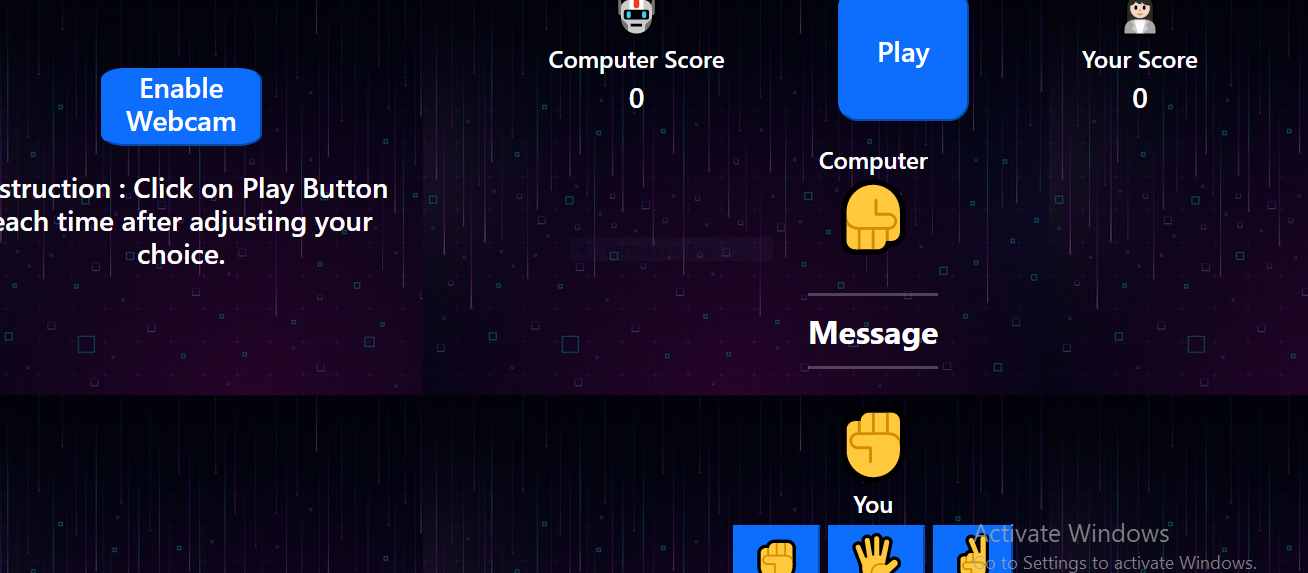 Enable
Webcam
struction : Click on Play Button
each time after adjusting your
choice.
Computer Score
0
Play
Your Score
0
Computer
Message
You
Activate Windows
Go to Settings to activate Windows.